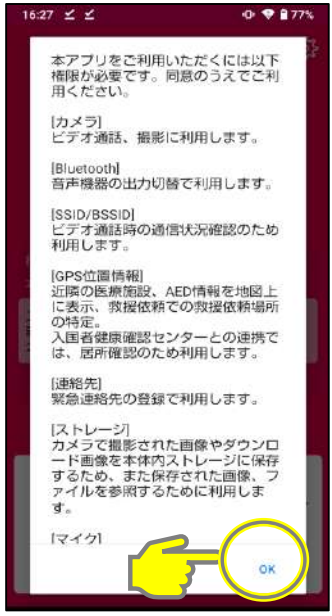 16:27
77%
本アプリをご利用いただくには以下
権限が必要です。同意のうえでご利
用ください。
[カメラ]
ビデオ通話、撮影に利用します。
[Bluetooth]
音声機器の出力切替で利用します。
[SSID/BSSID]
ビデオ通話時の通信状況確認のため
利用します。
[GPS位置情報]
近隣の医療施設、AED情報を地図上
に表示、救援依頼での救援依頼場所
の特定。
入国者健康確認センターとの連携で
は、居所確認のため利用します。
[連絡先]
緊急連絡先の登録で利用します。
[ストレージ]
カメラで撮影された画像やダウンロ
ード画像を本体内ストレージに保存
するため、また保存された画像、フ
ァイルを参照するために利用しま
す。
[マイク]
OK